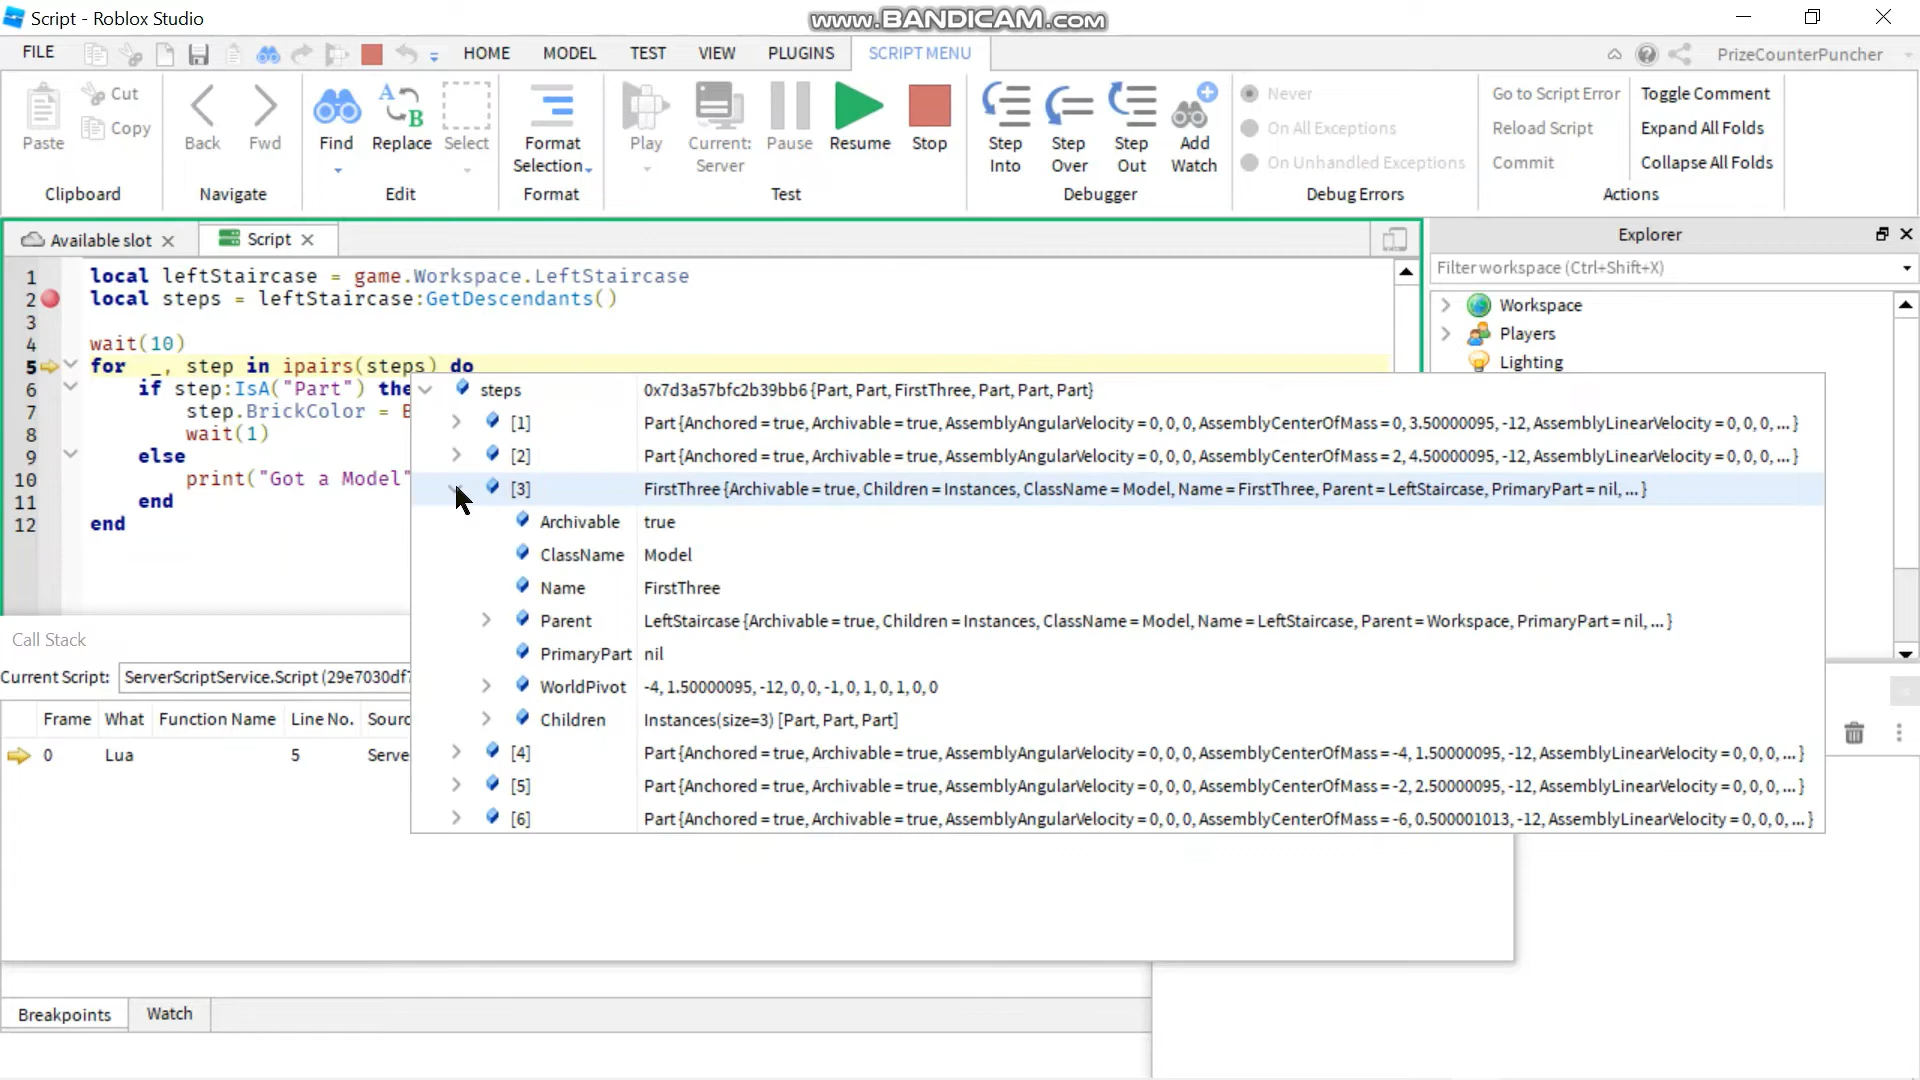 Script - Roblox Studio
www.BANDICAM.com
FILE
HOME
MODEL
TEST
VIEW
PLUGINS
SCRIPT MENU
PrizeCounterPuncher
Paste
Cut
Copy
Clipboard
Back
Fwd
Navigate
Find
Replace
Select
Edit
Format
Selection
Format
Play
Current:
Server
Pause
Resume
Stop
Test
Step
Into
Step
Over
Step
Out
Add
Watch
Debugger
Never
On All Exceptions
On Unhandled Exceptions
Debug Errors
Go to Script Error
Reload Script
Commit
Toggle Comment
Expand All Folds
Collapse All Folds
Actions
Available slot
Script
Explorer
Filter workspace (Ctrl+Shift+X)
Workspace
Players
Lighting
1 local leftStaircase = game.Workspace.LeftStaircase
2 local steps = leftStaircase:GetDescendants()
3
4 wait(10)
5 for _, step in ipairs(steps) do
6 if step:IsA("Part") the
7 step.BrickColor = B
8 wait(1)
9 else
10 print("Got a Model"
11 end
12 end
steps 0x7d3a57bfc2b39bb6 {Part, Part, FirstThree, Part, Part, Part}
[1] Part {Anchored = true, Archivable = true, AssemblyAngularVelocity = 0, 0, 0, AssemblyCenterOfMass = 0, 3.50000095, -12, AssemblyLinearVelocity = 0, 0, 0, ... }
[2] Part {Anchored = true, Archivable = true, AssemblyAngularVelocity = 0, 0, 0, AssemblyCenterOfMass = 2, 4.50000095, -12, AssemblyLinearVelocity = 0, 0, 0, ... }
[3] FirstThree {Archivable = true, Children = Instances, ClassName = Model, Name = FirstThree, Parent = LeftStaircase, PrimaryPart = nil, ... }
Archivable true
ClassName Model
Name FirstThree
Parent LeftStaircase {Archivable = true, Children = Instances, ClassName = Model, Name = LeftStaircase, Parent = Workspace, PrimaryPart = nil, ... }
PrimaryPart nil
WorldPivot -4, 1.50000095, -12, 0, 0, -1, 0, 1, 0, 1, 0, 0
Children Instances(size=3) [Part, Part, Part]
[4] Part {Anchored = true, Archivable = true, AssemblyAngularVelocity = 0, 0, 0, AssemblyCenterOfMass = -4, 1.50000095, -12, AssemblyLinearVelocity = 0, 0, 0, ... }
[5] Part {Anchored = true, Archivable = true, AssemblyAngularVelocity = 0, 0, 0, AssemblyCenterOfMass = -2, 2.50000095, -12, AssemblyLinearVelocity = 0, 0, 0, ... }
[6] Part {Anchored = true, Archivable = true, AssemblyAngularVelocity = 0, 0, 0, AssemblyCenterOfMass = -6, 0.500001013, -12, AssemblyLinearVelocity = 0, 0, 0, ... }
Call Stack
Current Script: ServerScriptService.Script (29e7030df7
Frame What Function Name Line No. Sourc
0 Lua 5 Serve
Breakpoints
Watch